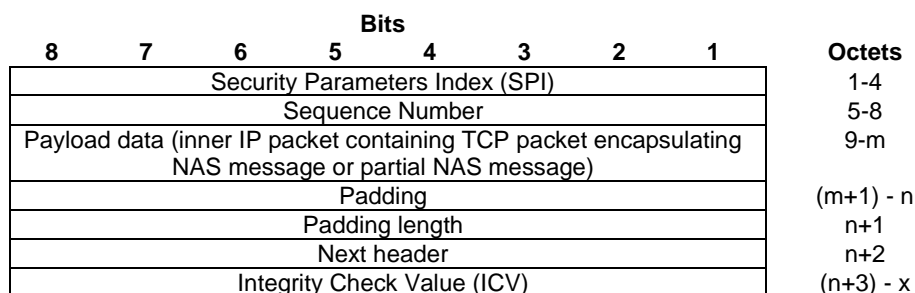 Bits
8 7 6 5 4 3 2 1 Octets
Security Parameters Index (SPI) 1-4
Sequence Number 5-8
Payload data (inner IP packet containing TCP packet encapsulating 9-m
NAS message or partial NAS message)
Padding (m+1) - n
Padding length n+1
Next header n+2
Integrity Check Value (ICV) (n+3) - x